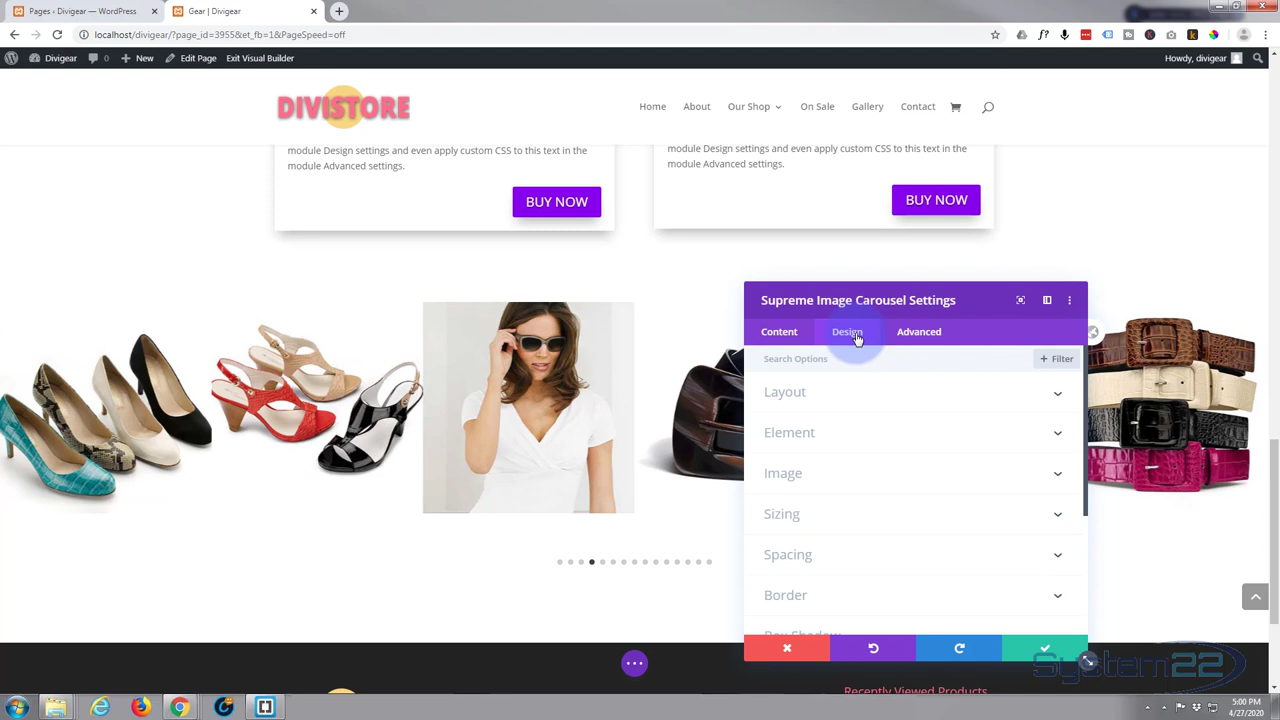 Pages ‹ Divigear — WordPress
Gear | Divigear
localhost/divigear/?page_id=3955&et_fb=1&PageSpeed=off
Divigear
0
New
Edit Page
Exit Visual Builder
Howdy, divigear
DIVISTORE
Home
About
Our Shop
On Sale
Gallery
Contact
module Design settings and even apply custom CSS to this text in the
module Advanced settings.
BUY NOW
module Design settings and even apply custom CSS to this text in the
module Advanced settings.
BUY NOW
Supreme Image Carousel Settings
Content
Design
Advanced
Search Options
+ Filter
Layout
Element
Image
Sizing
Spacing
Border
Box Shadow
System22
Recently Viewed Products
5:00 PM
4/27/2020